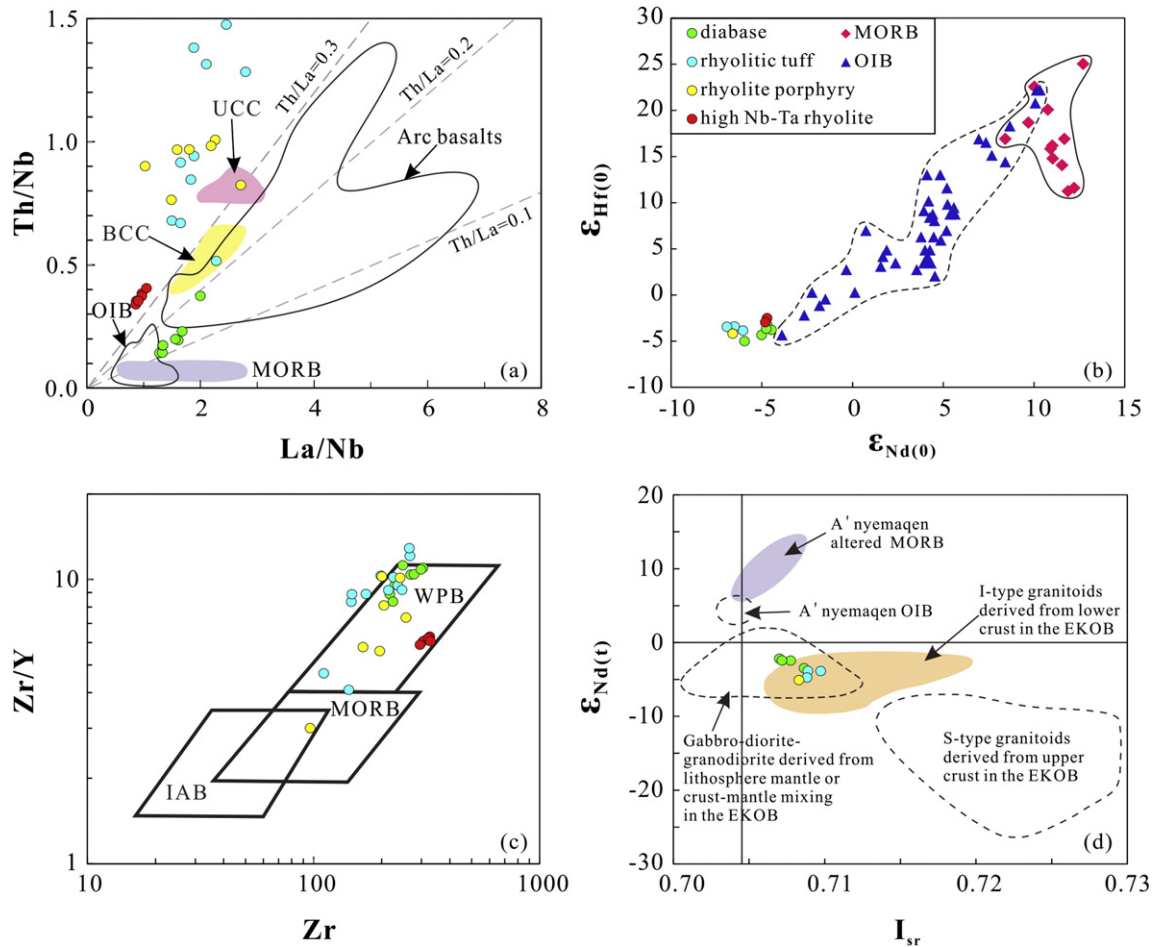 1.5
1.0
0.5
0.0
0
2
4
6
8
Th/Nb
La/Nb
Th/La=0.3
Th/La=0.2
Th/La=0.1
UCC
BCC
OIB
MORB
Arc basalts
(a)
30
25
20
15
10
5
0
-5
-10
-10
-5
0
5
10
15
εHf(0)
εNd(0)
diabase
rhyolitic tuff
rhyolite porphyry
high Nb-Ta rhyolite
MORB
OIB
(b)
10
1
10
100
1000
Zr/Y
Zr
WPB
MORB
IAB
(c)
20
10
0
-10
-20
-30
0.70
0.71
0.72
0.73
εNd(t)
Isr
A' nyemaqen
altered MORB
A' nyemaqen OIB
I-type granitoids
derived from lower
crust in the EKOB
Gabbro-diorite-
granodiorite derived from
lithosphere mantle or
crust-mantle mixing
in the EKOB
S-type granitoids
derived from upper
crust in the EKOB
(d)